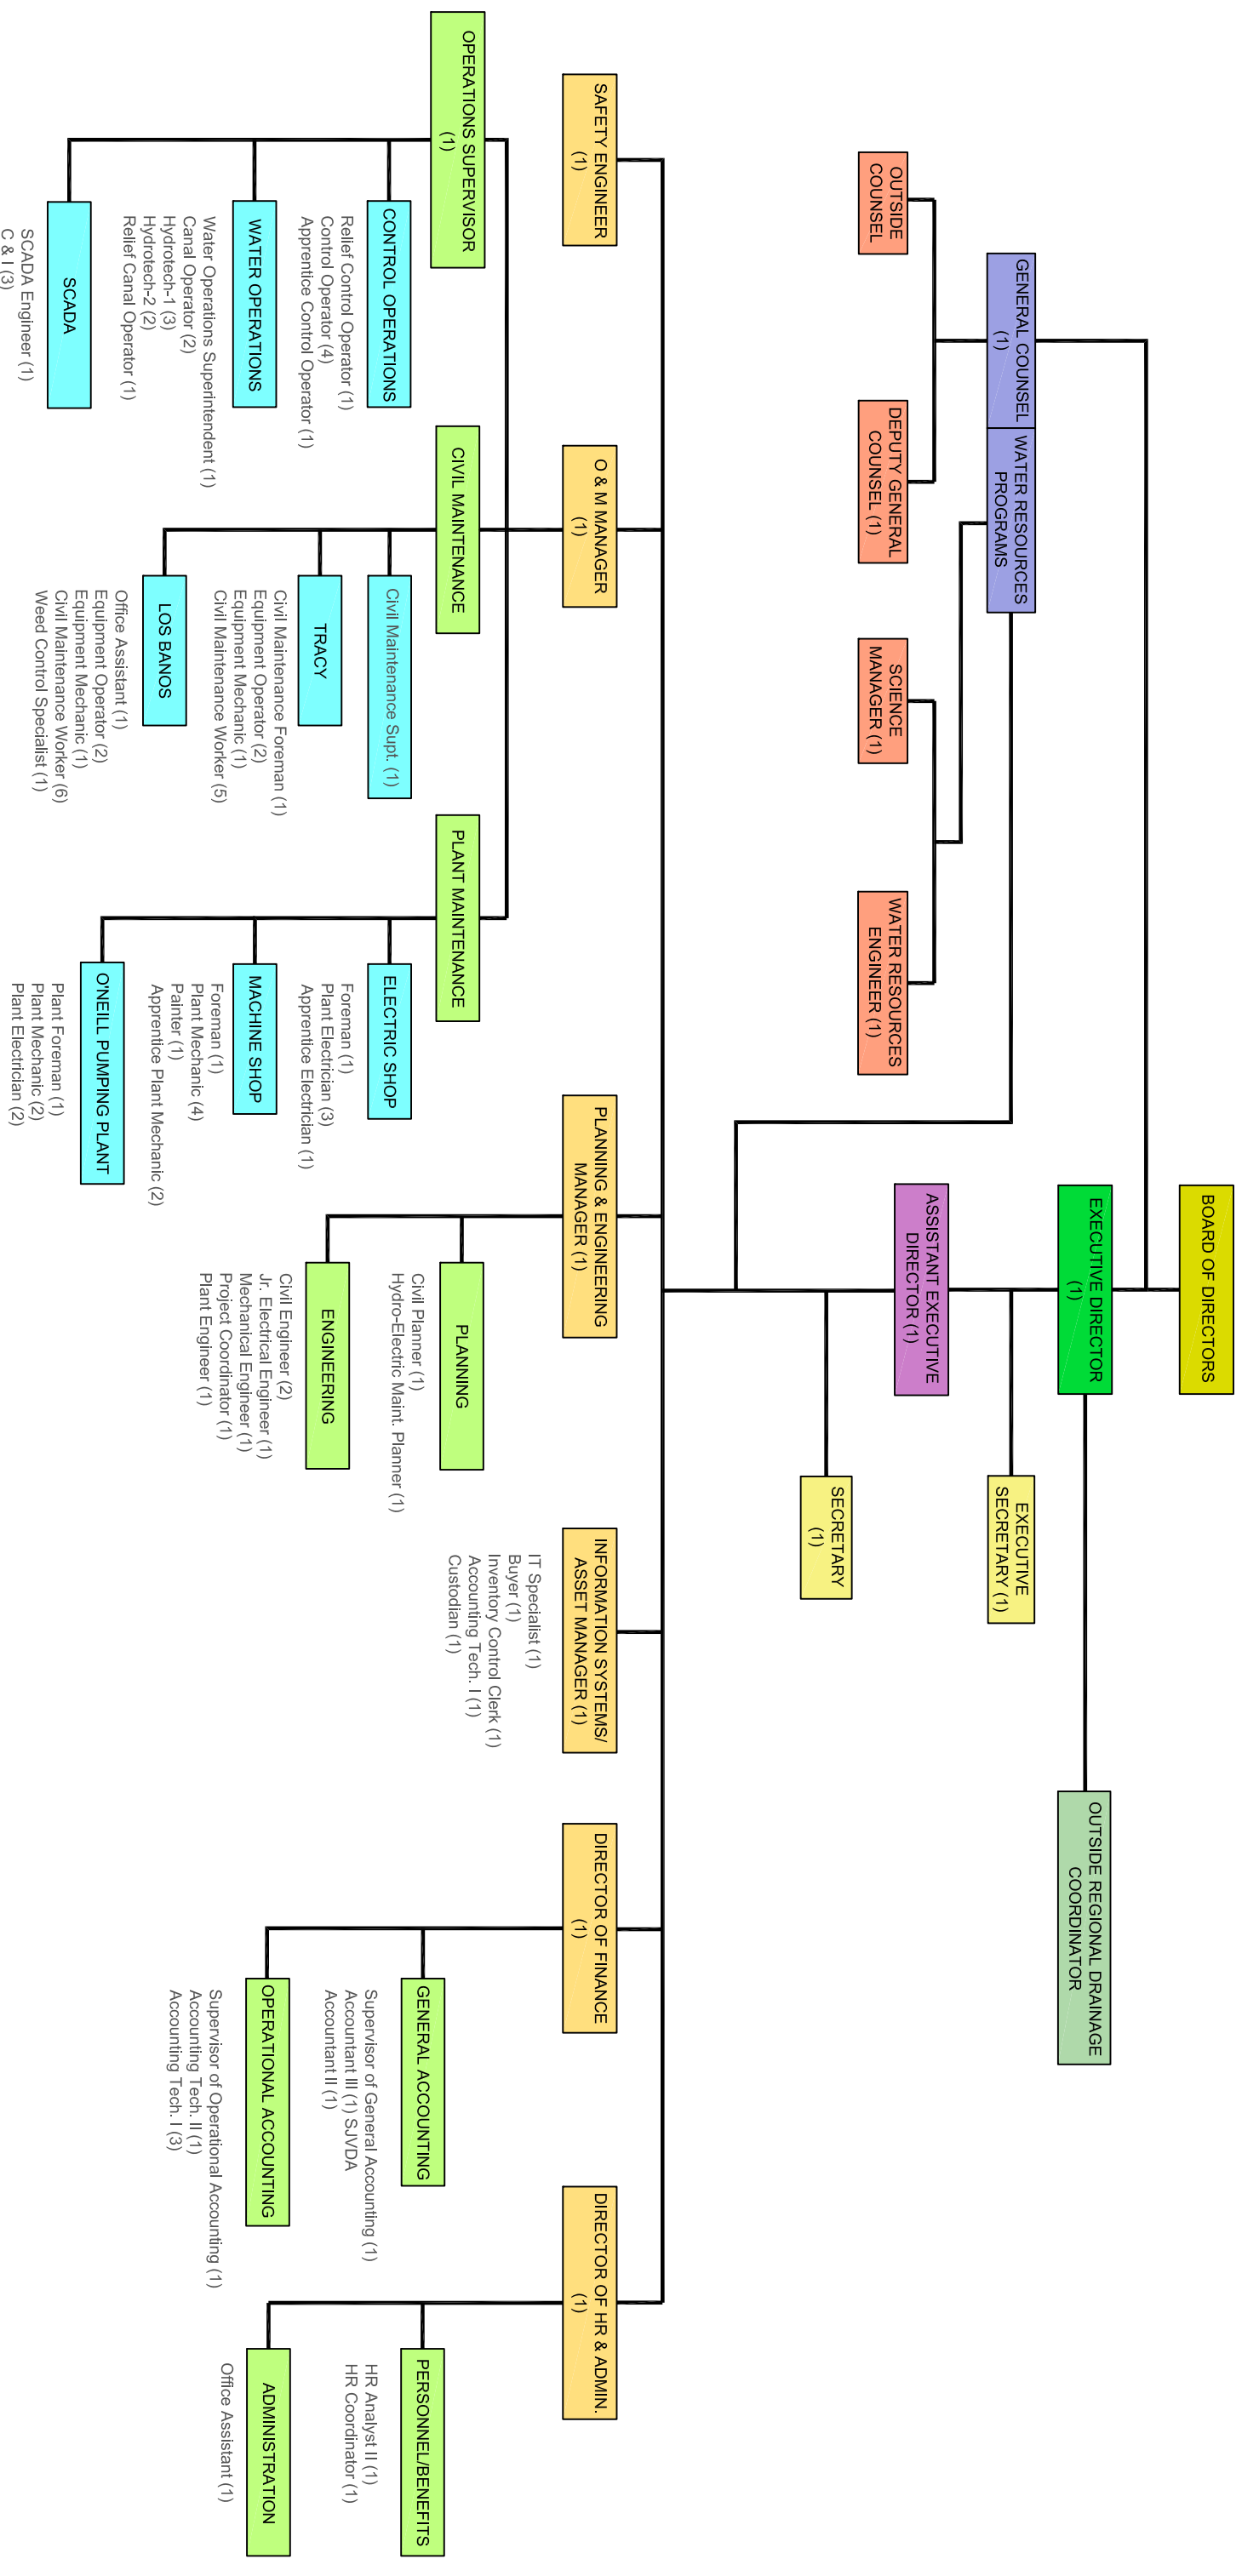 BOARD OF DIRECTORS
EXECUTIVE DIRECTOR
(1)
OUTSIDE REGIONAL DRAINAGE
COORDINATOR
GENERAL COUNSEL
(1)
WATER RESOURCES
PROGRAMS
EXECUTIVE
SECRETARY (1)
ASSISTANT EXECUTIVE
DIRECTOR (1)
OUTSIDE
COUNSEL
DEPUTY GENERAL
COUNSEL (1)
SCIENCE
MANAGER (1)
WATER RESOURCES
ENGINEER (1)
SECRETARY
(1)
SAFETY ENGINEER
(1)
O & M MANAGER
(1)
PLANNING & ENGINEERING
MANAGER (1)
INFORMATION SYSTEMS/
ASSET MANAGER (1)
DIRECTOR OF FINANCE
(1)
DIRECTOR OF HR & ADMIN.
(1)
OPERATIONS SUPERVISOR
(1)
CONTROL OPERATIONS
Relief Control Operator (1)
Control Operator (4)
Apprentice Control Operator (1)
WATER OPERATIONS
Water Operations Superintendent (1)
Canal Operator (2)
Hydrotech-1 (3)
Hydrotech-2 (2)
Relief Canal Operator (1)
SCADA
SCADA Engineer (1)
C & I (3)
CIVIL MAINTENANCE
Civil Maintenance Supt. (1)
TRACY
Civil Maintenance Foreman (1)
Equipment Operator (2)
Equipment Mechanic (1)
Civil Maintenance Worker (5)
LOS BANOS
Office Assistant (1)
Equipment Operator (2)
Equipment Mechanic (1)
Civil Maintenance Worker (6)
Weed Control Specialist (1)
PLANT MAINTENANCE
ELECTRIC SHOP
Foreman (1)
Plant Electrician (3)
Apprentice Electrician (1)
MACHINE SHOP
Foreman (1)
Plant Mechanic (4)
Painter (1)
Apprentice Plant Mechanic (2)
O'NEILL PUMPING PLANT
Plant Foreman (1)
Plant Mechanic (2)
Plant Electrician (2)
PLANNING
Civil Planner (1)
Hydro-Electric Maint. Planner (1)
ENGINEERING
Civil Engineer (2)
Jr. Electrical Engineer (1)
Mechanical Engineer (1)
Project Coordinator (1)
Plant Engineer (1)
IT Specialist (1)
Buyer (1)
Inventory Control Clerk (1)
Accounting Tech. I (1)
Custodian (1)
GENERAL ACCOUNTING
Supervisor of General Accounting (1)
Accountant III (1) SJVDA
Accountant II (1)
OPERATIONAL ACCOUNTING
Supervisor of Operational Accounting (1)
Accounting Tech. II (1)
Accounting Tech. I (3)
PERSONNEL/BENEFITS
HR Analyst II (1)
HR Coordinator (1)
ADMINISTRATION
Office Assistant (1)